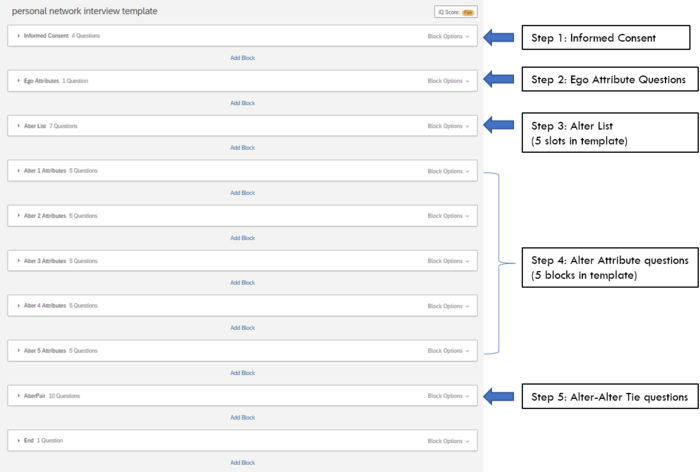 personal network interview template
iQ Score: Fair
Informed Consent 4 Questions Block Options
Step 1: Informed Consent
Add Block
Ego Attributes 1 Question Block Options
Step 2: Ego Attribute Questions
Add Block
Alter List 7 Questions Block Options
Step 3: Alter List
(5 slots in template)
Add Block
Alter 1 Attributes 5 Questions Block Options
Add Block
Alter 2 Attributes 5 Questions Block Options
Add Block
Alter 3 Attributes 5 Questions Block Options
Step 4: Alter Attribute questions
(5 blocks in template)
Add Block
Alter 4 Attributes 5 Questions Block Options
Add Block
Alter 5 Attributes 5 Questions Block Options
Add Block
AlterPair 10 Questions Block Options
Step 5: Alter-Alter Tie questions
Add Block
End 1 Question Block Options
Add Block